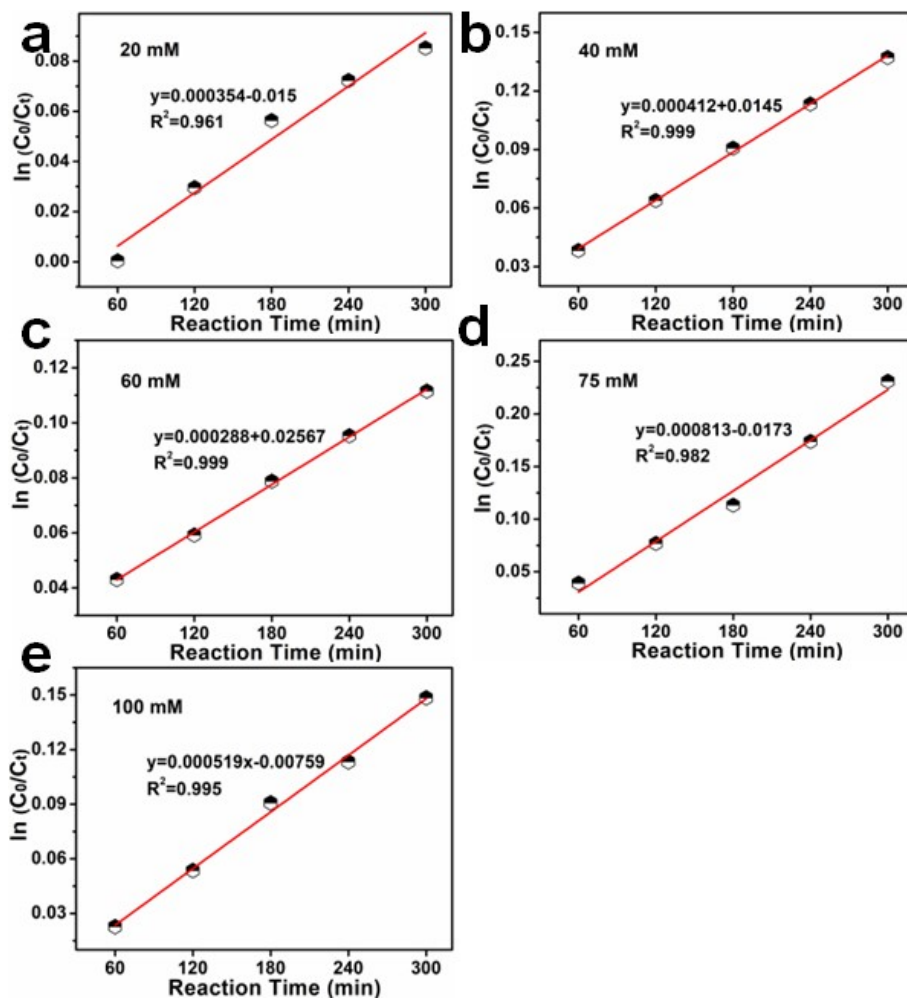 a
20 mM
y=0.000354-0.015
R²=0.961
ln (C0/Ct)
0.08
0.06
0.04
0.02
0.00
60 120 180 240 300
Reaction Time (min)
b
40 mM
y=0.000412+0.0145
R²=0.999
ln (C0/Ct)
0.15
0.12
0.09
0.06
0.03
60 120 180 240 300
Reaction Time (min)
c
60 mM
y=0.000288+0.02567
R²=0.999
ln (C0/Ct)
0.12
0.10
0.08
0.06
0.04
60 120 180 240 300
Reaction Time (min)
d
75 mM
y=0.000813-0.0173
R²=0.982
ln (C0/Ct)
0.25
0.20
0.15
0.10
0.05
60 120 180 240 300
Reaction Time (min)
e
100 mM
y=0.000519x-0.00759
R²=0.995
ln (C0/Ct)
0.15
0.12
0.09
0.06
0.03
60 120 180 240 300
Reaction Time (min)